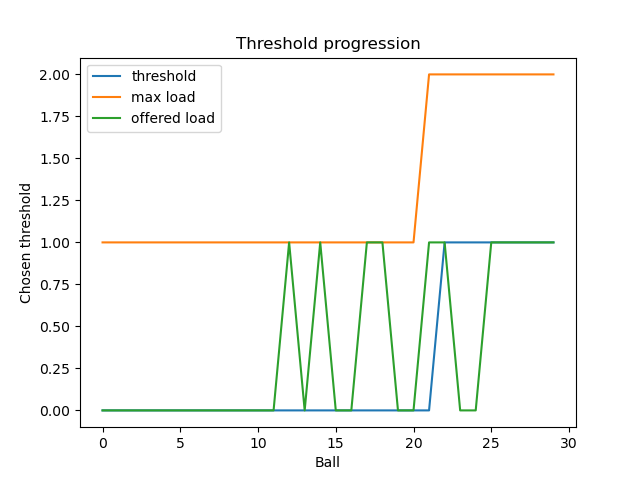 Threshold progression
threshold
max load
offered load
2.00
1.75
1.50
1.25
1.00
0.75
0.50
0.25
0.00
Chosen threshold
0 5 10 15 20 25 30
Ball